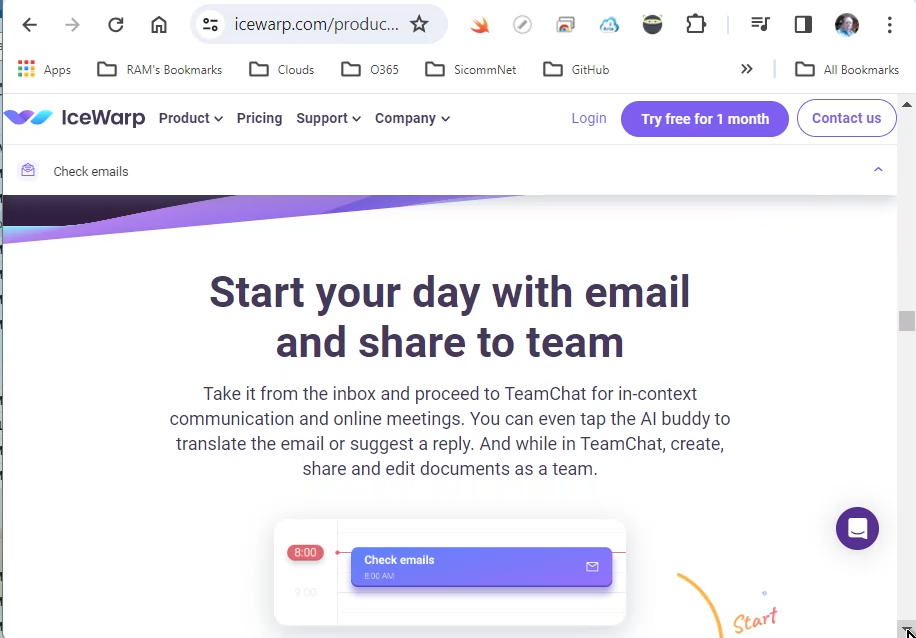 icewarp.com/produc...
Apps RAM's Bookmarks Clouds O365 SicommNet GitHub » All Bookmarks
IceWarp Product Pricing Support Company Login Try free for 1 month Contact us
Check emails
Start your day with email
and share to team
Take it from the inbox and proceed to TeamChat for in-context
communication and online meetings. You can even tap the AI buddy to
translate the email or suggest a reply. And while in TeamChat, create,
share and edit documents as a team.
8:00 Check emails
8:00 AM
9:00
Start